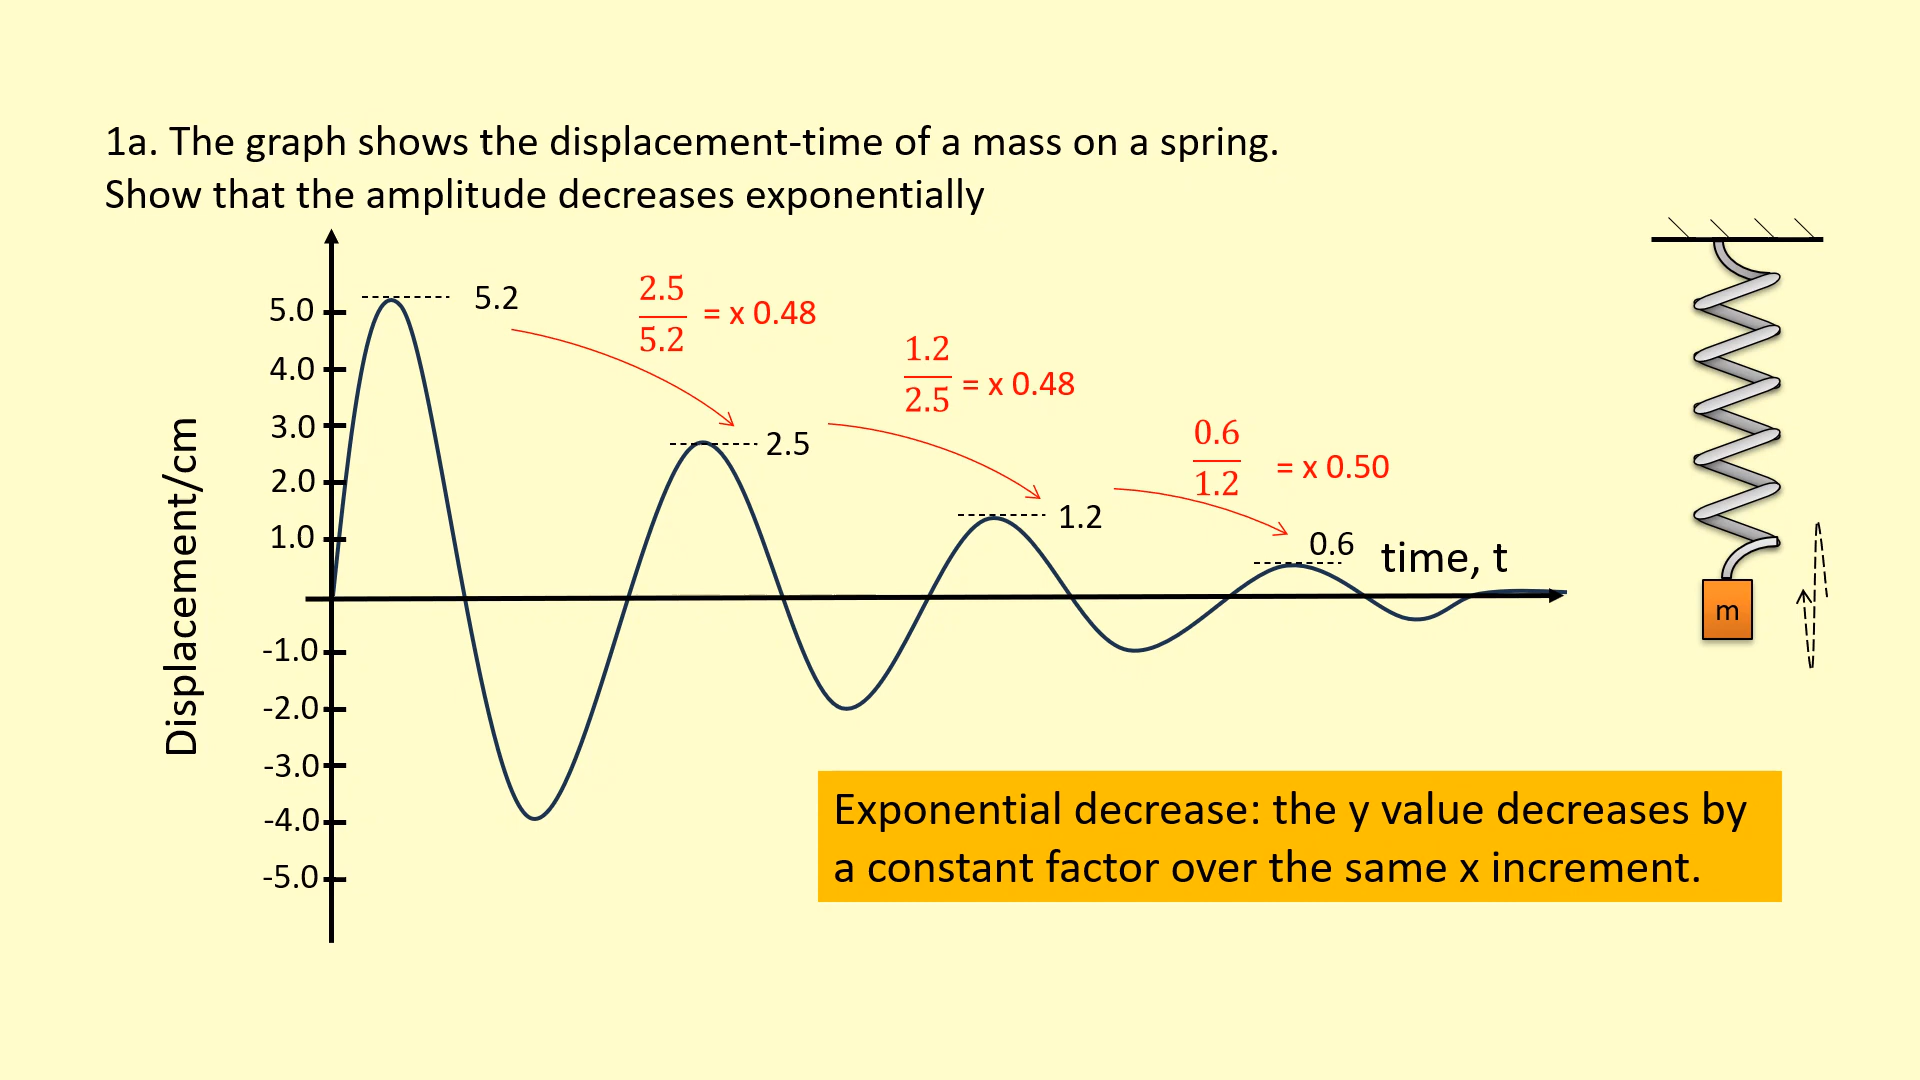 1a. The graph shows the displacement-time of a mass on a spring.
Show that the amplitude decreases exponentially
Displacement/cm
5.0
4.0
3.0
2.0
1.0
-1.0
-2.0
-3.0
-4.0
-5.0
5.2
2.5
5.2
= x 0.48
2.5
1.2
2.5
= x 0.48
1.2
0.6
1.2
= x 0.50
0.6
time, t
m
Exponential decrease: the y value decreases by
a constant factor over the same x increment.